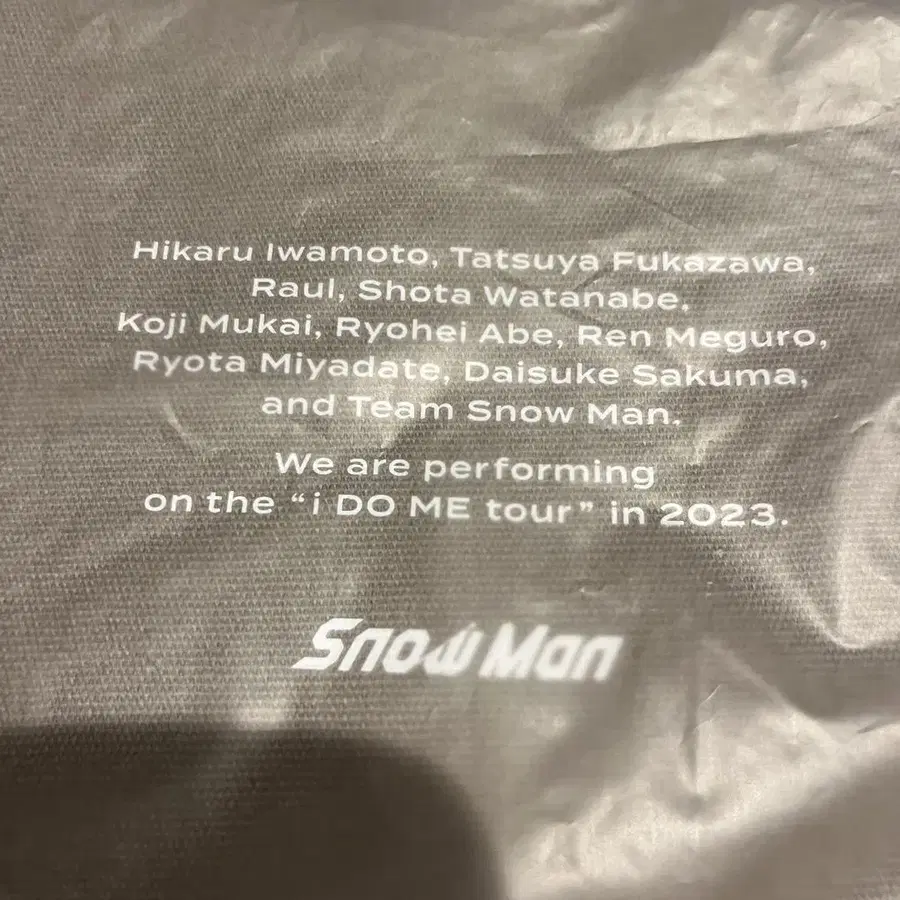 Hikaru Iwamoto, Tatsuya Fukazawa,
Raul, Shota Watanabe,
Koji Mukai, Ryohei Abe, Ren Meguro,
Ryota Miyadate, Daisuke Sakuma,
and Team Snow Man.
We are performing
on the “i DO ME tour” in 2023.
Snow Man